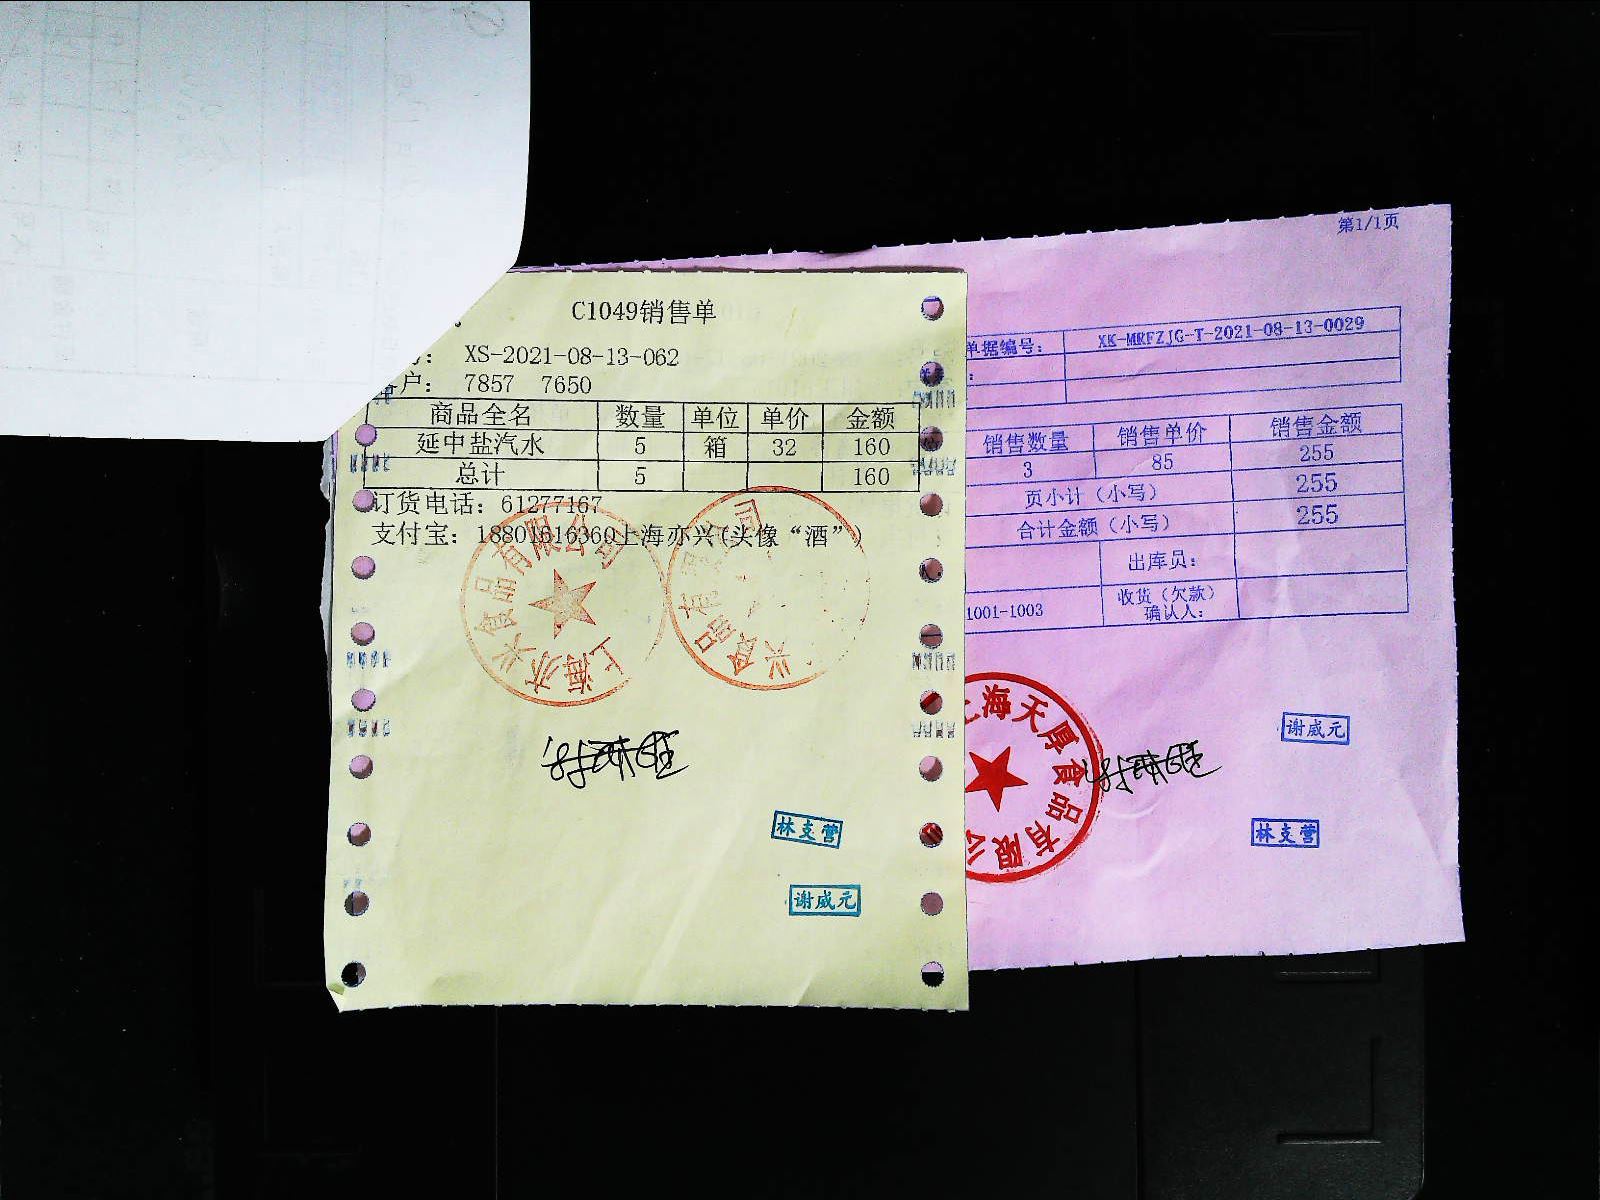 C1049销售单
XS-2021-08-13-062
客户： 7857 7650
商品全名 数量 单位 单价 金额
延中盐汽水 5 箱 32 160
总计 5 160
订货电话：61277167
支付宝：18801616360上海亦兴(头像“酒”)
上海亦兴食品有限公司
兴食品有限公司
林支营
谢威元
第1/1页
单据编号： XK-MRFZJG-T-2021-08-13-0029
销售数量 销售单价 销售金额
3 85 255
页小计（小写） 255
合计金额（小写） 255
出库员：
1001-1003 收货（欠款）
确认人：
上海天厚食品有限公
谢威元
林支营